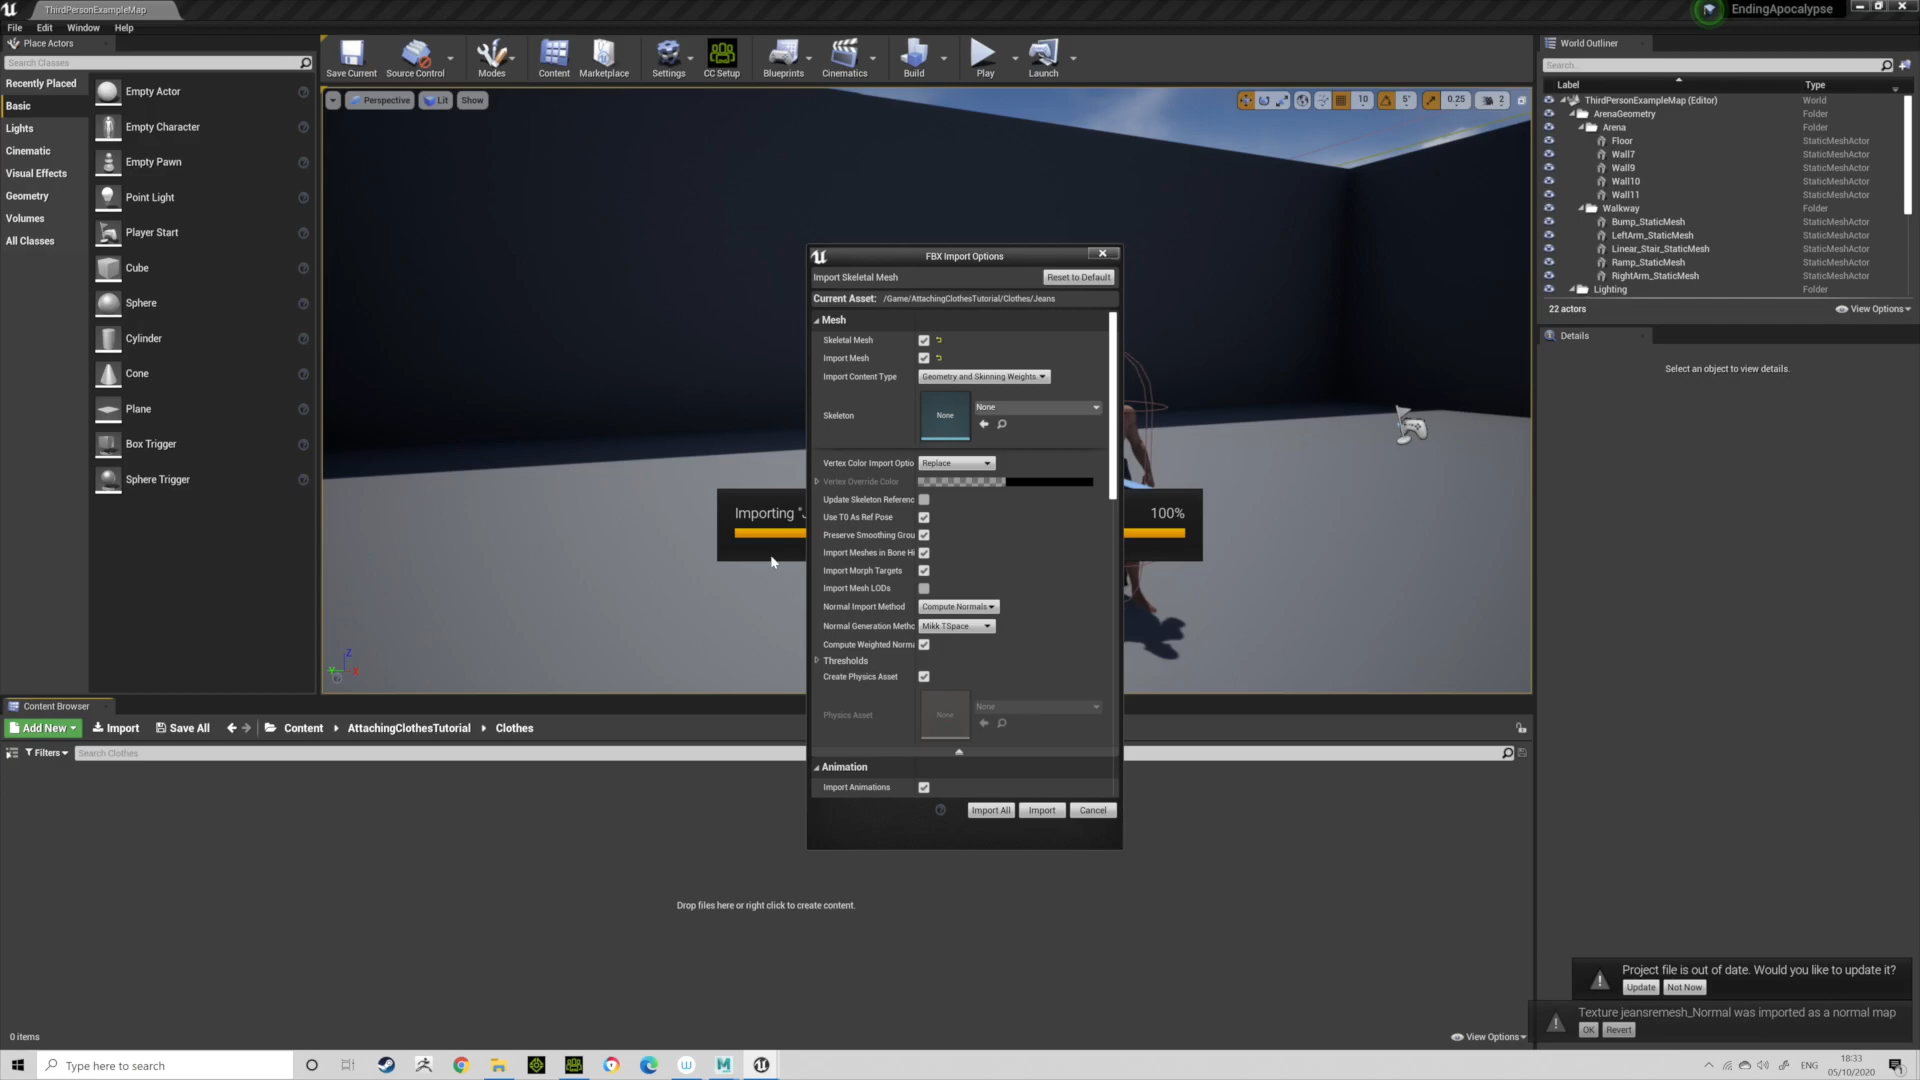 ThirdPersonExampleMap
EndingApocalypse
File Edit Window Help
Place Actors
Search Classes
Recently Placed
Basic
Lights
Cinematic
Visual Effects
Geometry
Volumes
All Classes
Empty Actor
Empty Character
Empty Pawn
Point Light
Player Start
Cube
Sphere
Cylinder
Cone
Plane
Box Trigger
Sphere Trigger
Save Current Source Control Modes Content Marketplace Settings CC Setup Blueprints Cinematics Build Play Launch
Perspective Lit Show
10 5° 0.25 2
FBX Import Options
Import Skeletal Mesh Reset to Default
Current Asset: /Game/AttachingClothesTutorial/Clothes/Jeans
Mesh
Skeletal Mesh
Import Mesh
Import Content Type Geometry and Skinning Weights
Skeleton None None
Vertex Color Import Optio Replace
Vertex Override Color
Update Skeleton Referenc
Use T0 As Ref Pose
Preserve Smoothing Grou
Import Meshes in Bone Hi
Import Morph Targets
Import Mesh LODs
Normal Import Method Compute Normals
Normal Generation Methc Mikk TSpace
Compute Weighted Norma
Thresholds
Create Physics Asset
Physics Asset None None
Animation
Import Animations
Import All Import Cancel
Importing "J 100%
Z
Y X
World Outliner
Search...
Label Type
ThirdPersonExampleMap (Editor) World
ArenaGeometry Folder
Arena Folder
Floor StaticMeshActor
Wall7 StaticMeshActor
Wall9 StaticMeshActor
Wall10 StaticMeshActor
Wall11 StaticMeshActor
Walkway Folder
Bump_StaticMesh StaticMeshActor
LeftArm_StaticMesh StaticMeshActor
Linear_Stair_StaticMesh StaticMeshActor
Ramp_StaticMesh StaticMeshActor
RightArm_StaticMesh StaticMeshActor
Lighting Folder
22 actors View Options
Details
Select an object to view details.
Content Browser
Add New Import Save All Content AttachingClothesTutorial Clothes
Filters Search Clothes
Drop files here or right click to create content.
0 items View Options
Project file is out of date. Would you like to update it?
Update Not Now
Texture jeansremesh_Normal was imported as a normal map
OK Revert
Type here to search
ENG
18:33
05/10/2020